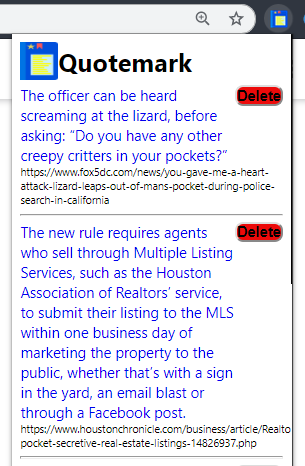 Quotemark
The officer can be heard
Delete
screaming at the lizard, before
asking: “Do you have any other
creepy critters in your pockets?”
https://www.fox5dc.com/news/you-gave-me-a-heart-
attack-lizard-leaps-out-of-mans-pocket-during-police-
search-in-california
The new rule requires agents
Delete
who sell through Multiple Listing
Services, such as the Houston
Association of Realtors’ service,
to submit their listing to the MLS
within one business day of
marketing the property to the
public, whether that’s with a sign
in the yard, an email blast or
through a Facebook post.
https://www.houstonchronicle.com/business/article/Realto
pocket-secretive-real-estate-listings-14826937.php